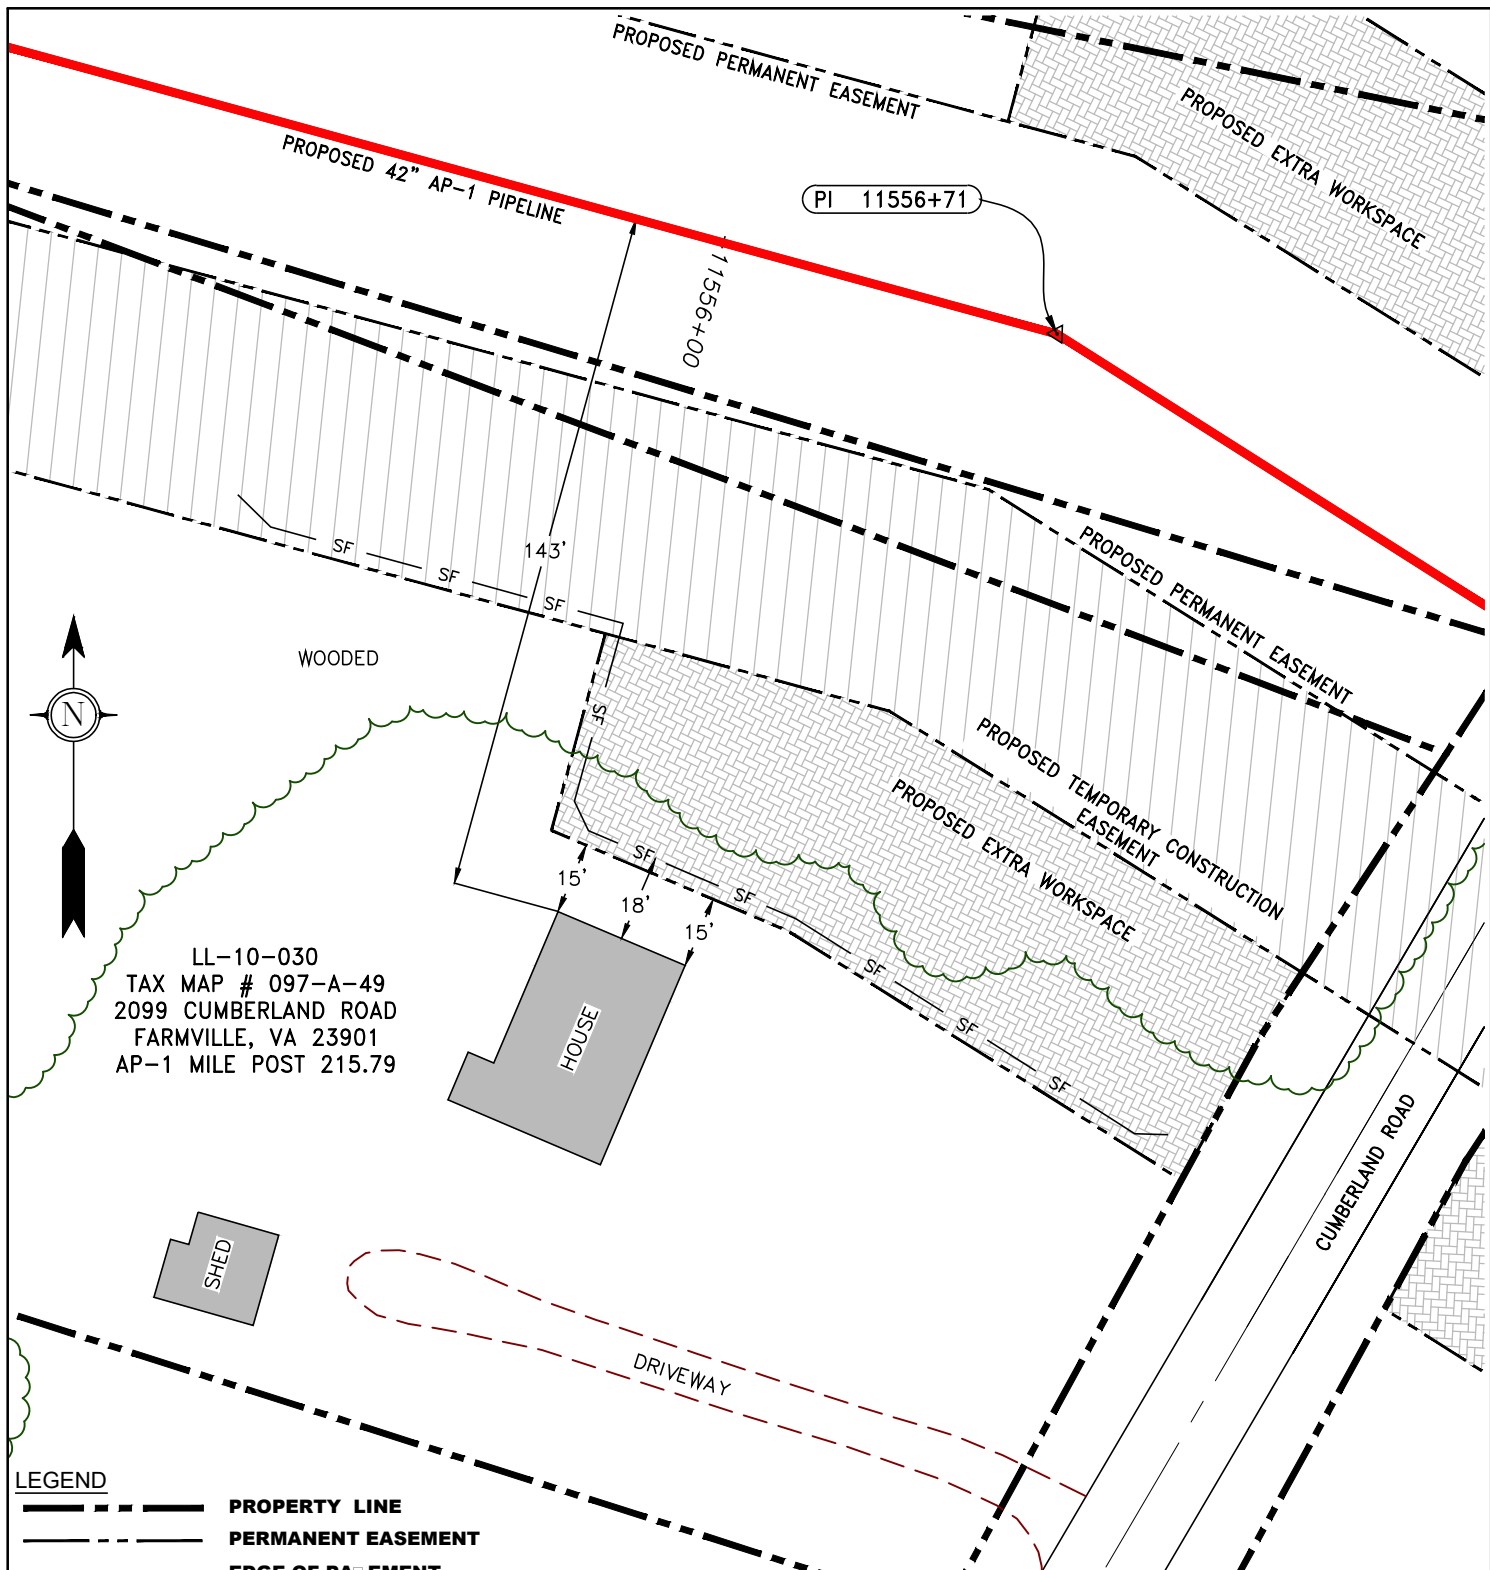 PROPOSED PERMANENT EASEMENT
PROPOSED EXTRA WORKSPACE
PROPOSED 42" AP-1 PIPELINE
PI 11556+71
11556+00
143'
SF
SF
SF
PROPOSED PERMANENT EASEMENT
WOODED
SF
N
PROPOSED TEMPORARY CONSTRUCTION
EASEMENT
PROPOSED EXTRA WORKSPACE
SF
SF
SF
SF
SF
15'
18'
15'
LL-10-030
TAX MAP # 097-A-49
2099 CUMBERLAND ROAD
FARMVILLE, VA 23901
AP-1 MILE POST 215.79
HOUSE
CUMBERLAND ROAD
SHED
DRIVEWAY
LEGEND
PROPERTY LINE
PERMANENT EASEMENT
EDGE OF